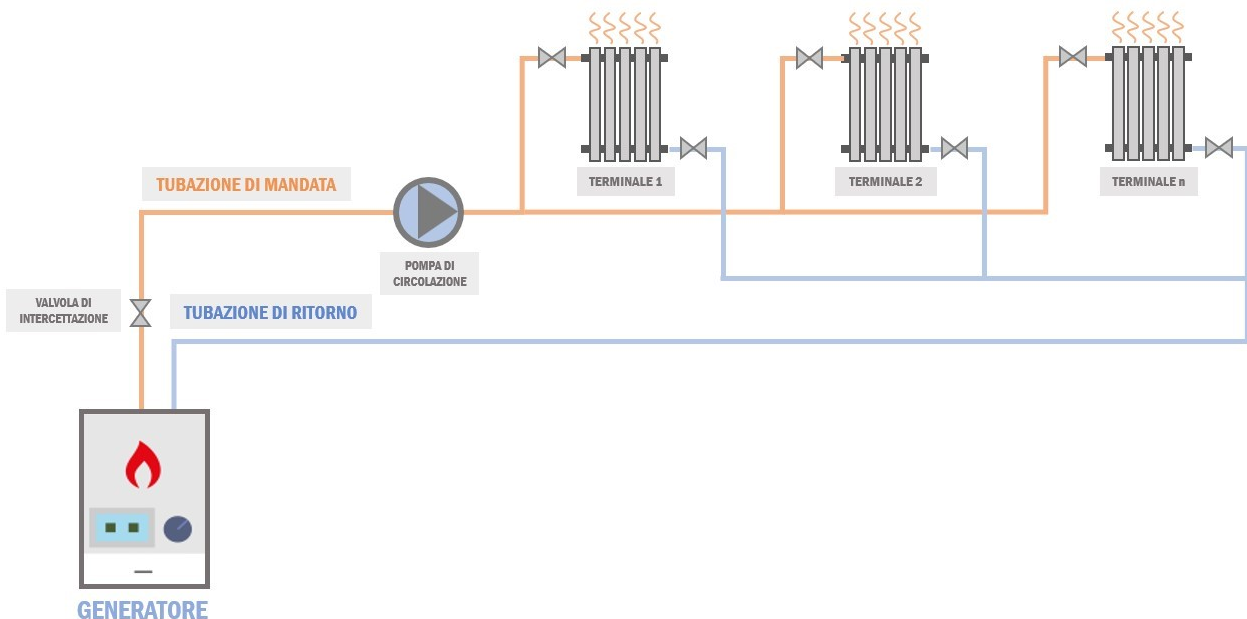 TERMINALE 1
TERMINALE 2
TERMINALE n
TUBAZIONE DI MANDATA
POMPA DI
CIRCOLAZIONE
VALVOLA DI
INTERCETTAZIONE
TUBAZIONE DI RITORNO
GENERATORE